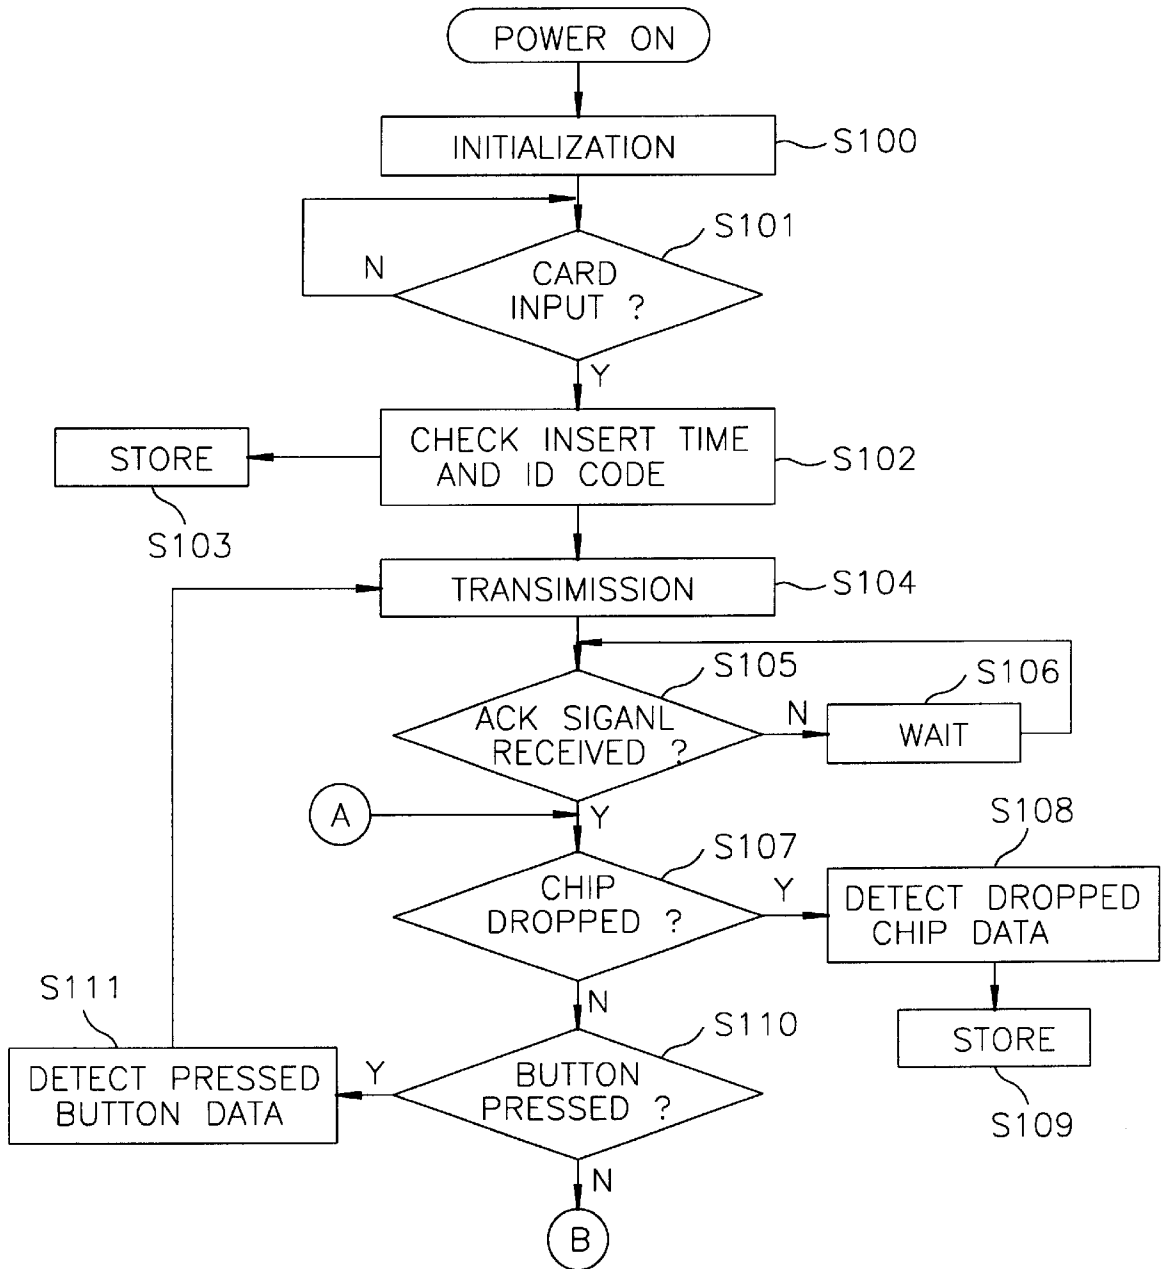 POWER ON
INITIALIZATION
S100
S101
N
CARD
INPUT ?
Y
CHECK INSERT TIME
AND ID CODE
S102
STORE
S103
TRANSIMISSION
S104
S105
ACK SIGANL
RECEIVED ?
N
S106
WAIT
A
Y
S107
CHIP
DROPPED ?
Y
S108
DETECT DROPPED
CHIP DATA
N
S109
STORE
S110
BUTTON
PRESSED ?
Y
S111
DETECT PRESSED
BUTTON DATA
N
B